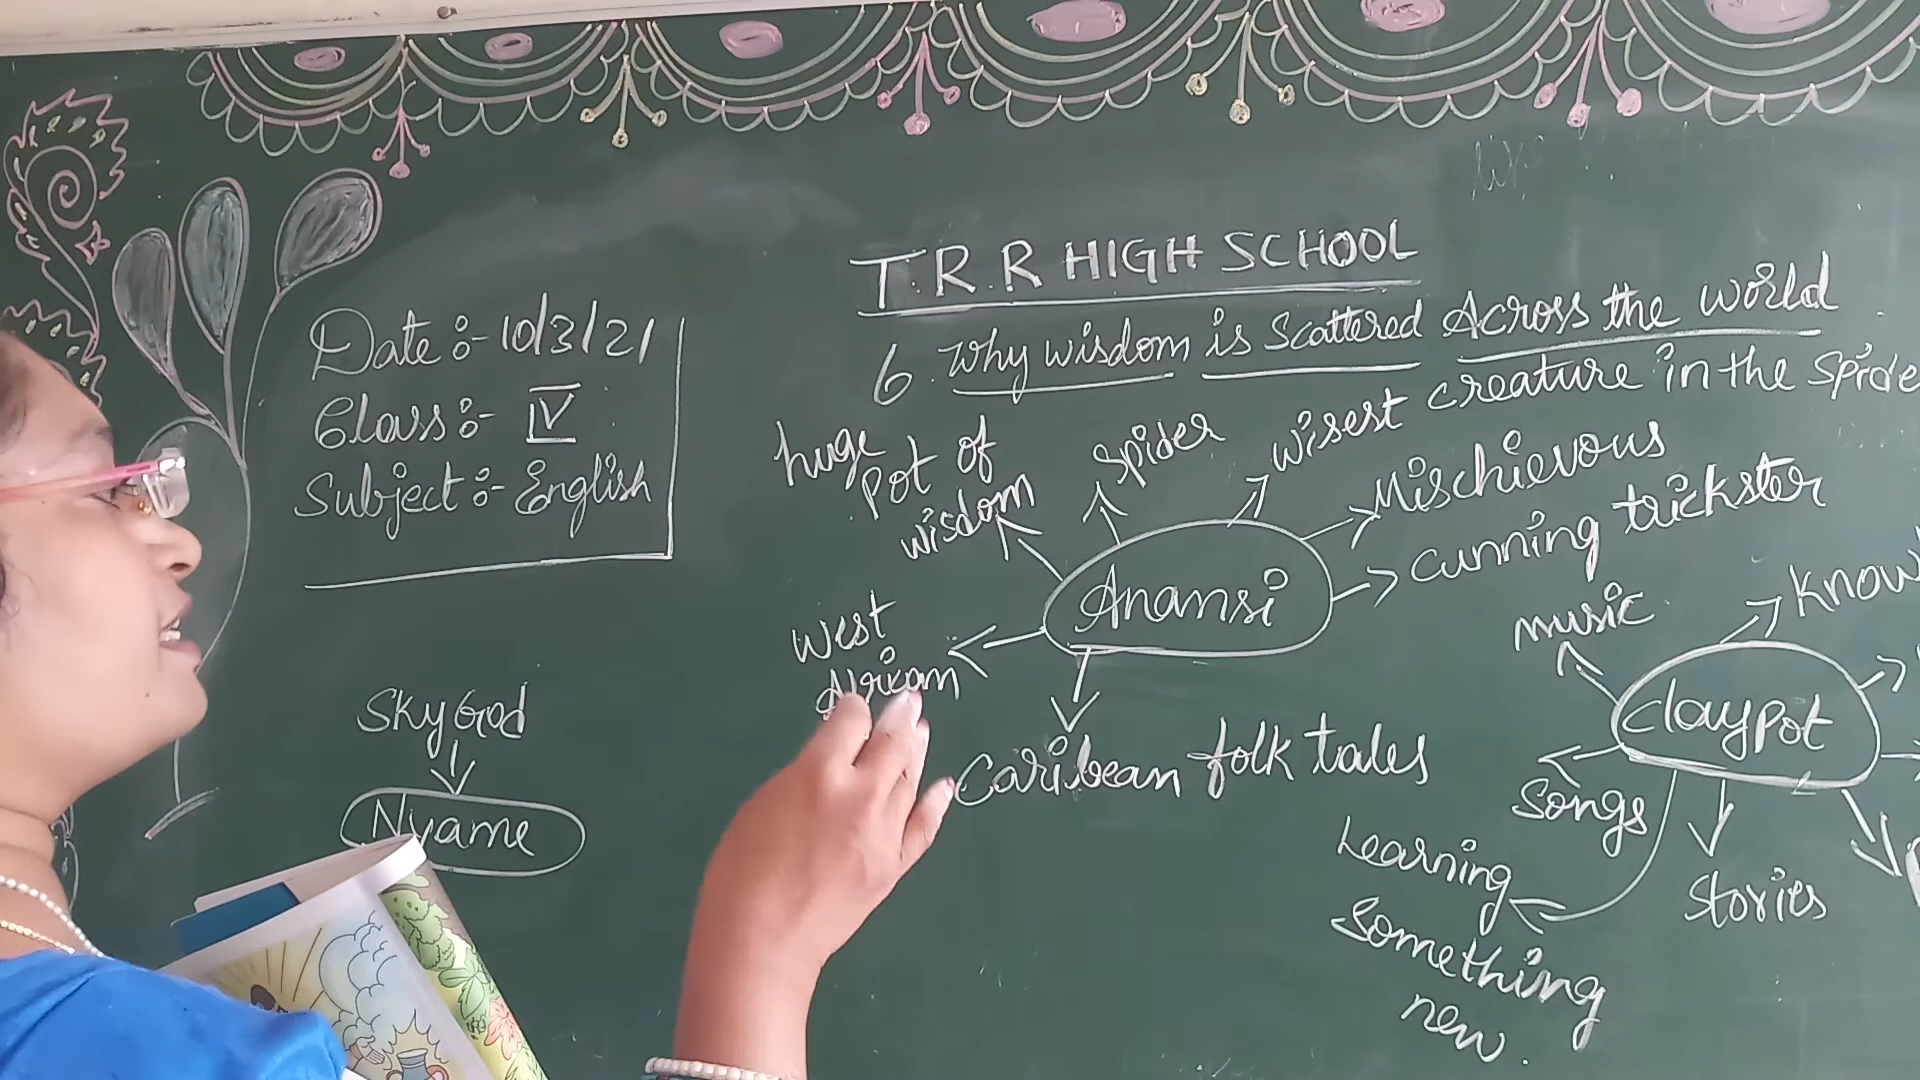 T.R.R HIGH SCHOOL
Date:- 10/3/21
Class:- IV
Subject:- English
6. Why wisdom is Scattered Across the world
huge
Pot of
wisdom
Spider
Wisest creature in the Spide
Mischievous
Cunning trickster
Anansi
West
Caribean folk tales
Sky God
Nyame
music
Know
Claypot
Songs
Stories
Learning
Something
new.